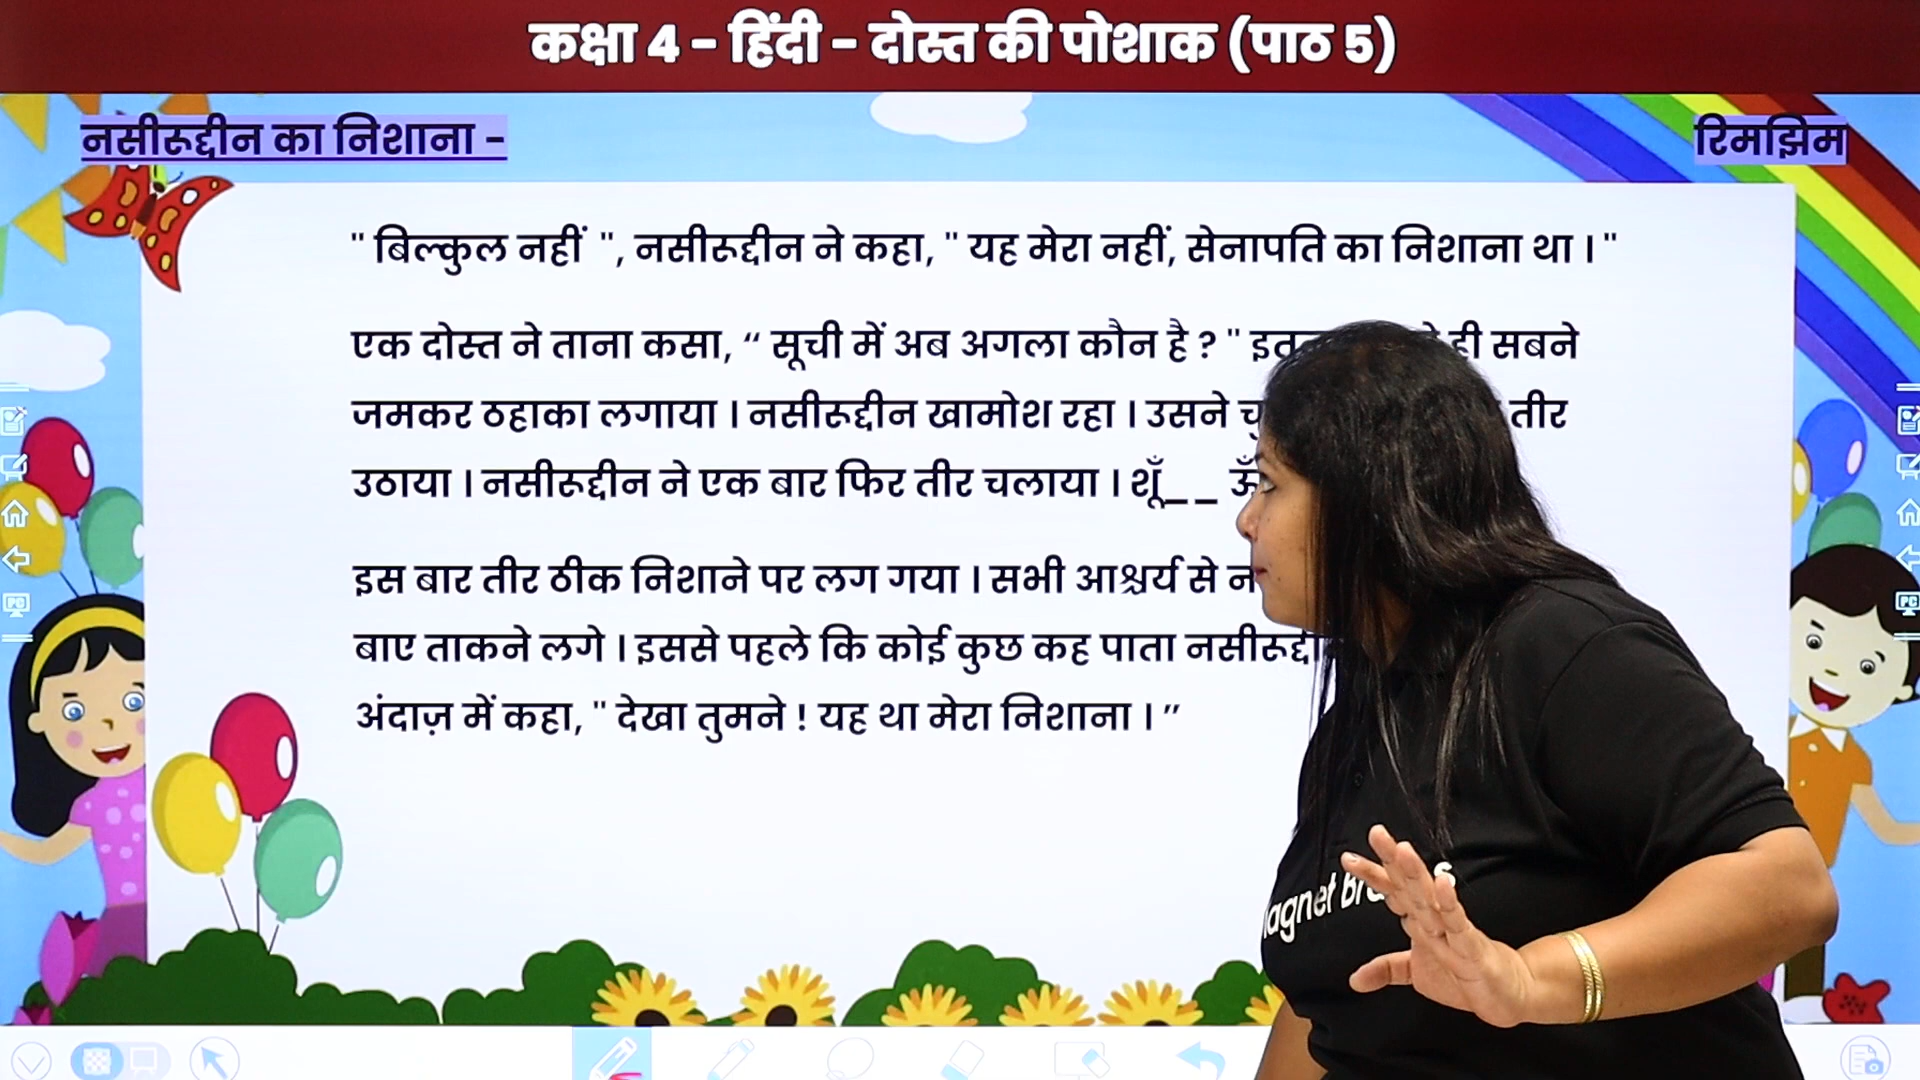 कक्षा 4 - हिंदी - दोस्त की पोशाक (पाठ 5)
नसीरूद्दीन का निशाना -
रिमझिम
" बिल्कुल नहीं ", नसीरूद्दीन ने कहा, " यह मेरा नहीं, सेनापति का निशाना था । "
एक दोस्त ने ताना कसा, “ सूची में अब अगला कौन है ? " ही सबने
जमकर ठहाका लगाया । नसीरूद्दीन खामोश रहा । उसने तीर
उठाया । नसीरूद्दीन ने एक बार फिर तीर चलाया । शूँ_ _ ऊँ
इस बार तीर ठीक निशाने पर लग गया । सभी आश्चर्य से
बाए ताकने लगे । इससे पहले कि कोई कुछ कह पाता
अंदाज़ में कहा, " देखा तुमने ! यह था मेरा निशाना । ”
PC
PC